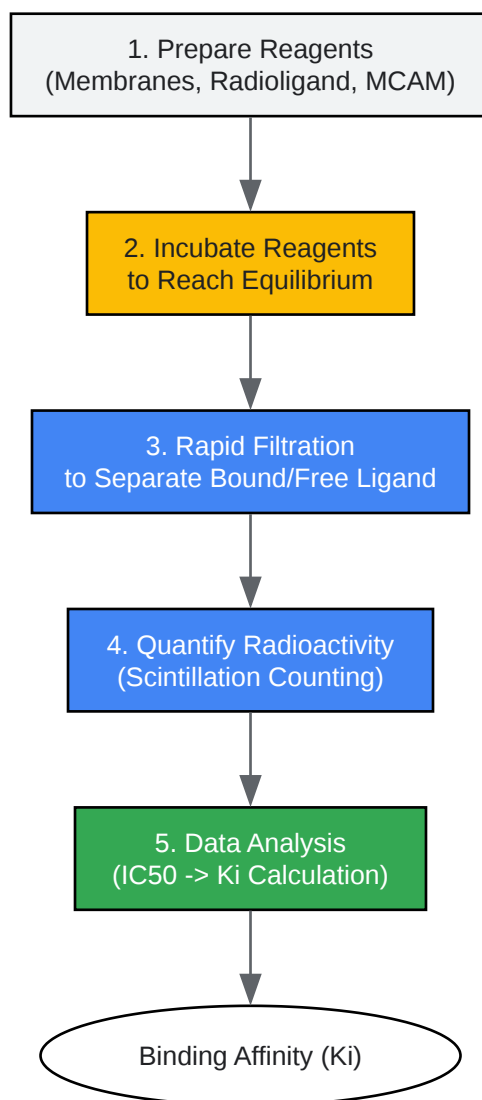 1. Prepare Reagents
(Membranes, Radioligand, MCAM)
2. Incubate Reagents
to Reach Equilibrium
3. Rapid Filtration
to Separate Bound/Free Ligand
4. Quantify Radioactivity
(Scintillation Counting)
5. Data Analysis
(IC50 -> Ki Calculation)
Binding Affinity (Ki)